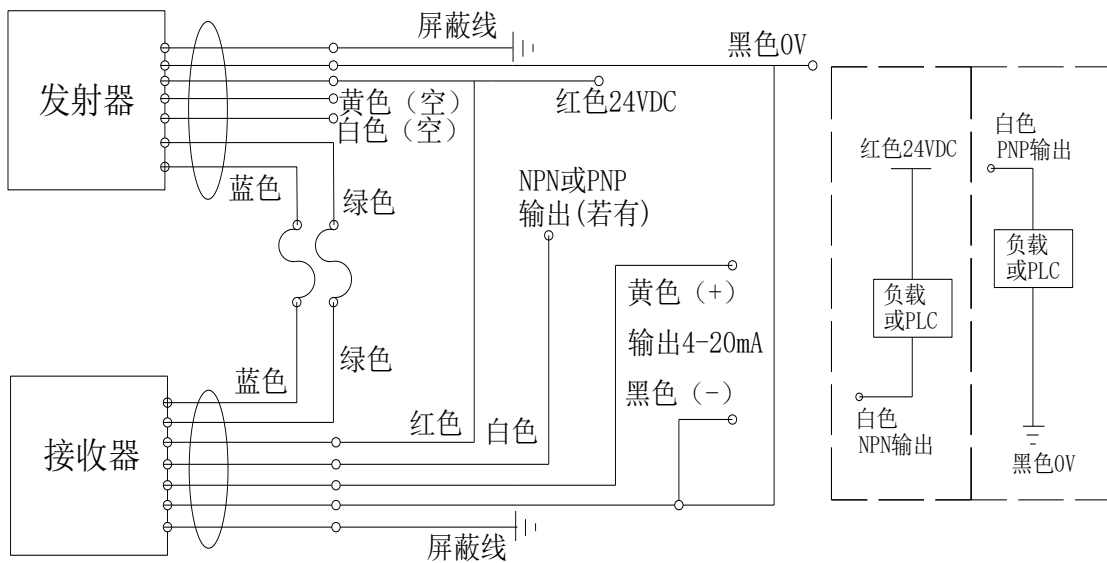 屏蔽线
黑色0V
发射器
黄色（空）
白色（空）
红色24VDC
蓝色
绿色
NPN或PNP
输出(若有)
黄色（+）
输出4-20mA
黑色（-）
蓝色
绿色
接收器
红色
白色
屏蔽线
红色24VDC
负载
或PLC
白色
NPN输出
白色
PNP输出
负载
或PLC
黑色0V